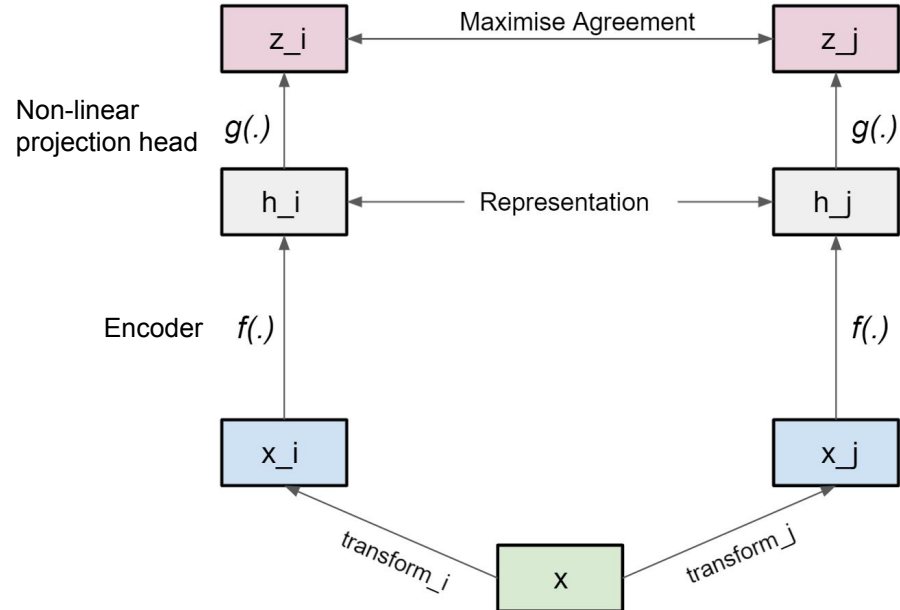 z_i
Maximise Agreement
z_j
Non-linear
projection head
g(.)
g(.)
h_i
Representation
h_j
Encoder
f(.)
f(.)
x_i
x_j
transform_i
x
transform_j